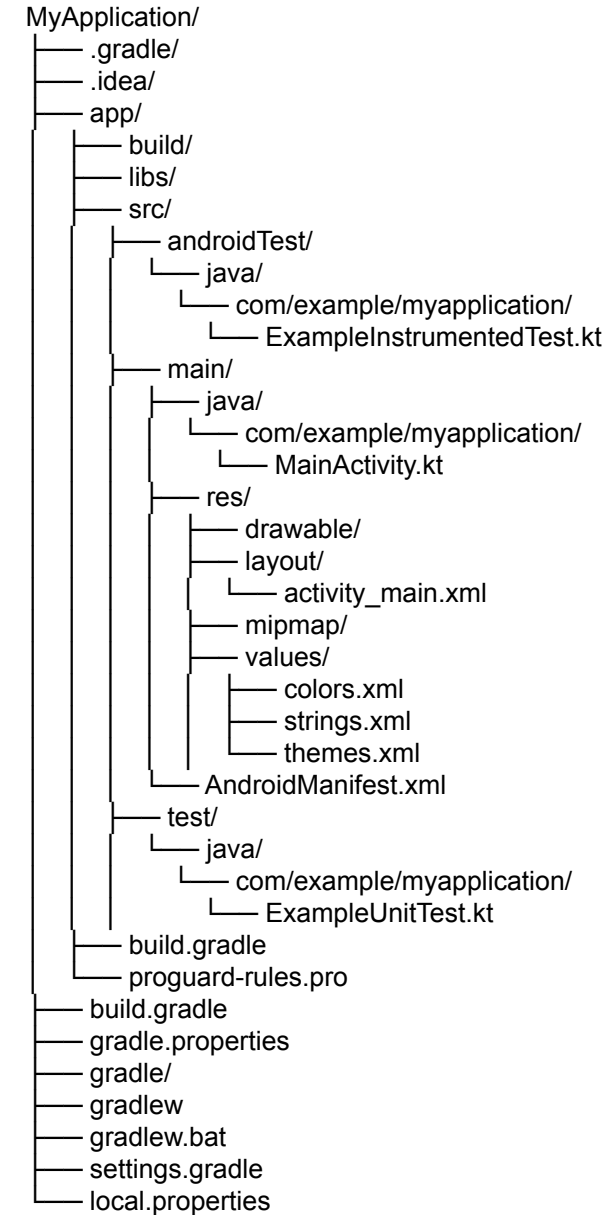 MyApplication/
.gradle/
.idea/
app/
build/
libs/
src/
androidTest/
java/
com/example/myapplication/
ExampleInstrumentedTest.kt
main/
java/
com/example/myapplication/
MainActivity.kt
res/
drawable/
layout/
activity_main.xml
mipmap/
values/
colors.xml
strings.xml
themes.xml
AndroidManifest.xml
test/
java/
com/example/myapplication/
ExampleUnitTest.kt
build.gradle
proguard-rules.pro
build.gradle
gradle.properties
gradle/
gradlew
gradlew.bat
settings.gradle
local.properties